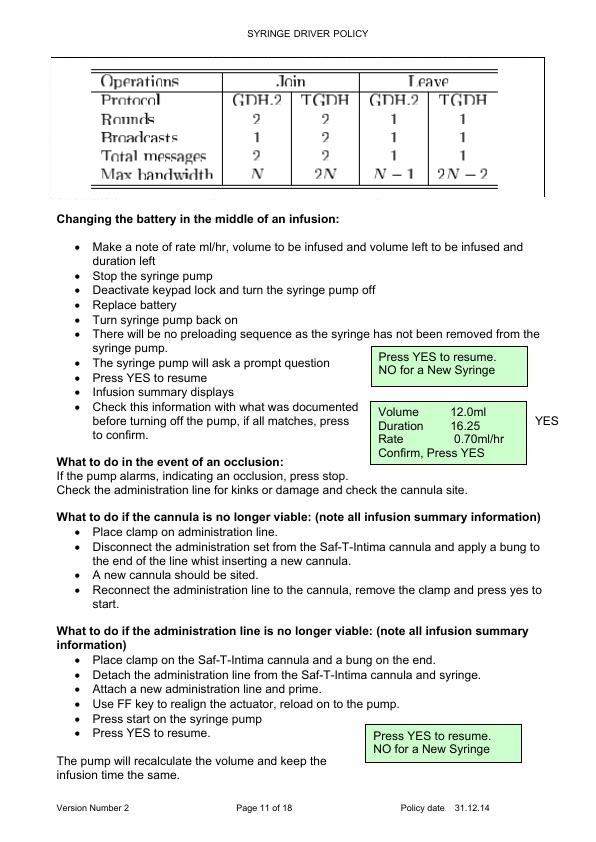 SYRINGE DRIVER POLICY
Operations Join Leave
Protocol GDH.2 TGDH GDH.2 TGDH
Rounds 2 2 1 1
Broadcasts 1 2 1 1
Total messages 2 2 1 1
Max bandwidth N 2N N − 1 2N − 2
Changing the battery in the middle of an infusion:
• Make a note of rate ml/hr, volume to be infused and volume left to be infused and
duration left
• Stop the syringe pump
• Deactivate keypad lock and turn the syringe pump off
• Replace battery
• Turn syringe pump back on
• There will be no preloading sequence as the syringe has not been removed from the
syringe pump.
• The syringe pump will ask a prompt question
• Press YES to resume
• Infusion summary displays
• Check this information with what was documented
before turning off the pump, if all matches, press
to confirm.
Press YES to resume.
NO for a New Syringe
Volume 12.0ml
Duration 16.25
Rate 0.70ml/hr
Confirm, Press YES
YES
What to do in the event of an occlusion:
If the pump alarms, indicating an occlusion, press stop.
Check the administration line for kinks or damage and check the cannula site.
What to do if the cannula is no longer viable: (note all infusion summary information)
• Place clamp on administration line.
• Disconnect the administration set from the Saf-T-Intima cannula and apply a bung to
the end of the line whist inserting a new cannula.
• A new cannula should be sited.
• Reconnect the administration line to the cannula, remove the clamp and press yes to
start.
What to do if the administration line is no longer viable: (note all infusion summary
information)
• Place clamp on the Saf-T-Intima cannula and a bung on the end.
• Detach the administration line from the Saf-T-Intima cannula and syringe.
• Attach a new administration line and prime.
• Use FF key to realign the actuator, reload on to the pump.
• Press start on the syringe pump
• Press YES to resume.
Press YES to resume.
NO for a New Syringe
The pump will recalculate the volume and keep the
infusion time the same.
Version Number 2 Page 11 of 18 Policy date 31.12.14